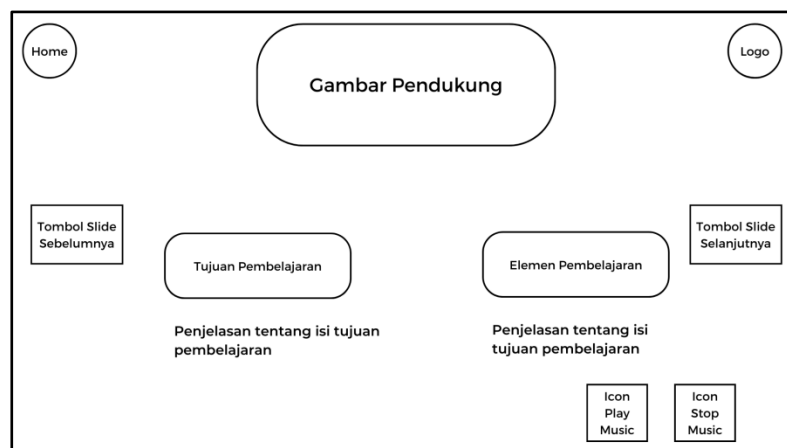 Home
Gambar Pendukung
Logo
Tombol Slide
Sebelumnya
Tujuan Pembelajaran
Elemen Pembelajaran
Tombol Slide
Selanjutnya
Penjelasan tentang isi tujuan
pembelajaran
Penjelasan tentang isi
tujuan pembelajaran
Icon
Play
Music
Icon
Stop
Music